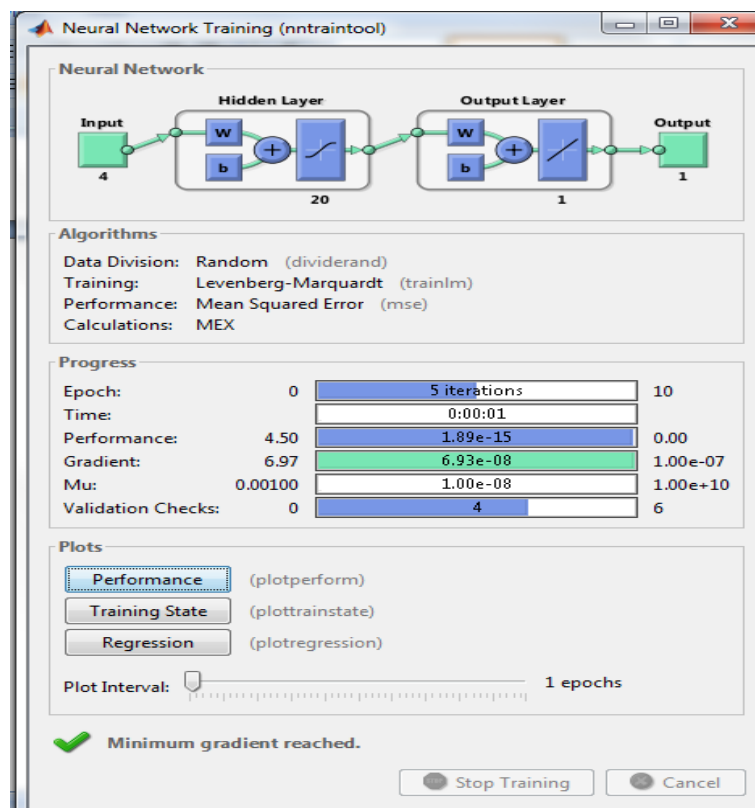 Neural Network Training (nntraintool)
Neural Network
Hidden Layer Output Layer
Input Output
W W
b b
4 20 1 1
Algorithms
Data Division: Random (dividerand)
Training: Levenberg-Marquardt (trainlm)
Performance: Mean Squared Error (mse)
Calculations: MEX
Progress
Epoch: 0 5 iterations 10
Time: 0:00:01
Performance: 4.50 1.89e-15 0.00
Gradient: 6.97 6.93e-08 1.00e-07
Mu: 0.00100 1.00e-08 1.00e+10
Validation Checks: 0 4 6
Plots
Performance (plotperform)
Training State (plottrainstate)
Regression (plotregression)
Plot Interval: 1 epochs
Minimum gradient reached.
Stop Training Cancel